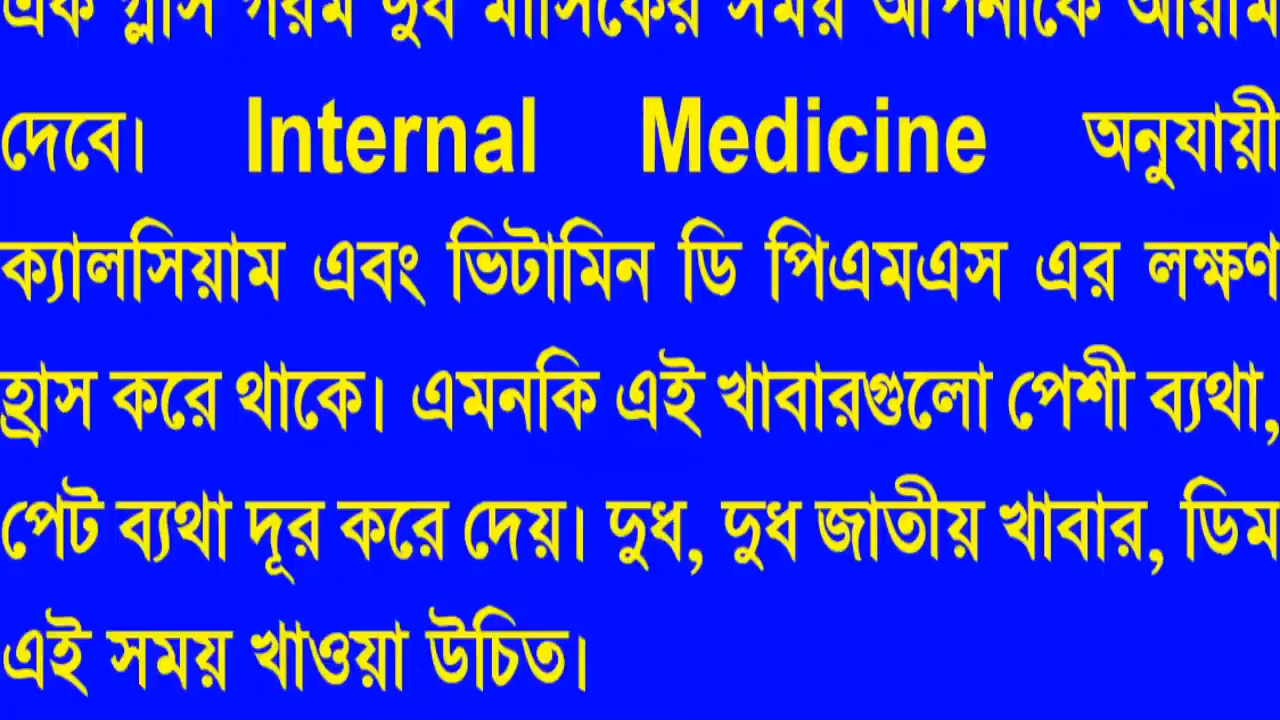 এক গ্লাস গরম দুধ মাসিকের সময় আপনাকে আরাম
দেবে। Internal Medicine অনুযায়ী
ক্যালসিয়াম এবং ভিটামিন ডি পিএমএস এর লক্ষণ
হ্রাস করে থাকে। এমনকি এই খাবারগুলো পেশী ব্যথা,
পেট ব্যথা দূর করে দেয়। দুধ, দুধ জাতীয় খাবার, ডিম
এই সময় খাওয়া উচিত।